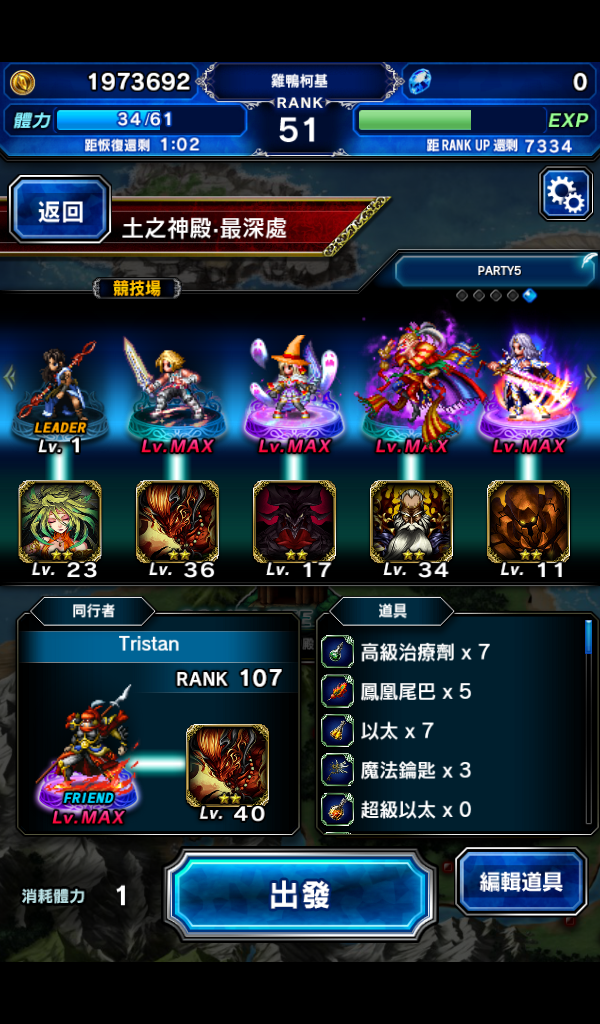 1973692
雞鴨柯基
0
體力 34/61
RANK
51
EXP
距恢復還剩 1:02
距RANK UP 還剩 7334
返回
土之神殿·最深處
PARTY5
競技場
LEADER
Lv. 1
Lv.MAX
Lv.MAX
Lv.MAX
Lv.MAX
Lv. 23
Lv. 36
Lv. 17
Lv. 34
Lv. 11
同行者
Tristan
RANK 107
FRIEND
Lv.MAX
Lv. 40
道具
高級治療劑 x 7
鳳凰尾巴 x 5
以太 x 7
魔法鑰匙 x 3
超級以太 x 0
消耗體力 1
出發
編輯道具